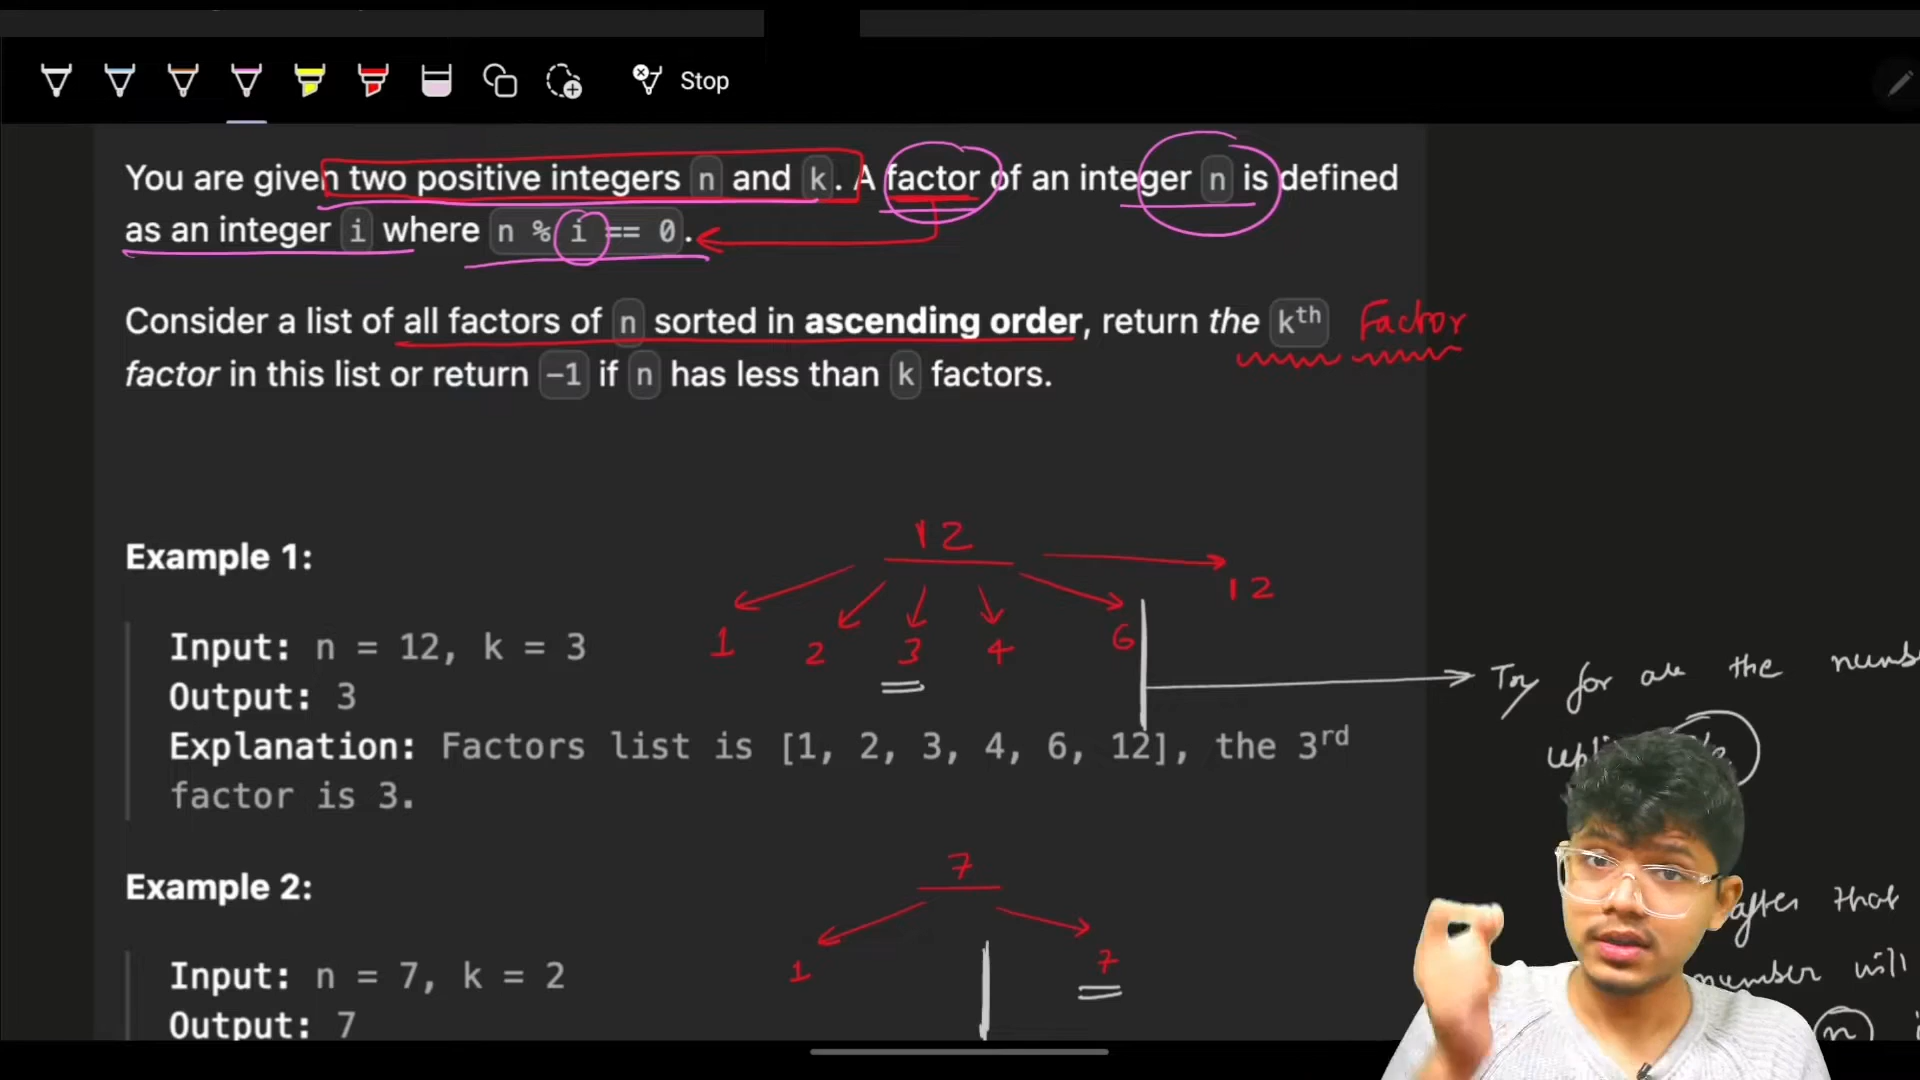 Stop
You are given two positive integers n and k. A factor of an integer n is defined
as an integer i where n % i == 0.
Consider a list of all factors of n sorted in ascending order, return the kth Factor
factor in this list or return -1 if n has less than k factors.
12
Example 1:
12
1 2 3 4 6
Input: n = 12, k = 3
Try for all the
Output: 3
Explanation: Factors list is [1, 2, 3, 4, 6, 12], the 3rd
factor is 3.
7
Example 2:
after that
1 7
Input: n = 7, k = 2
number will
Output: 7
n